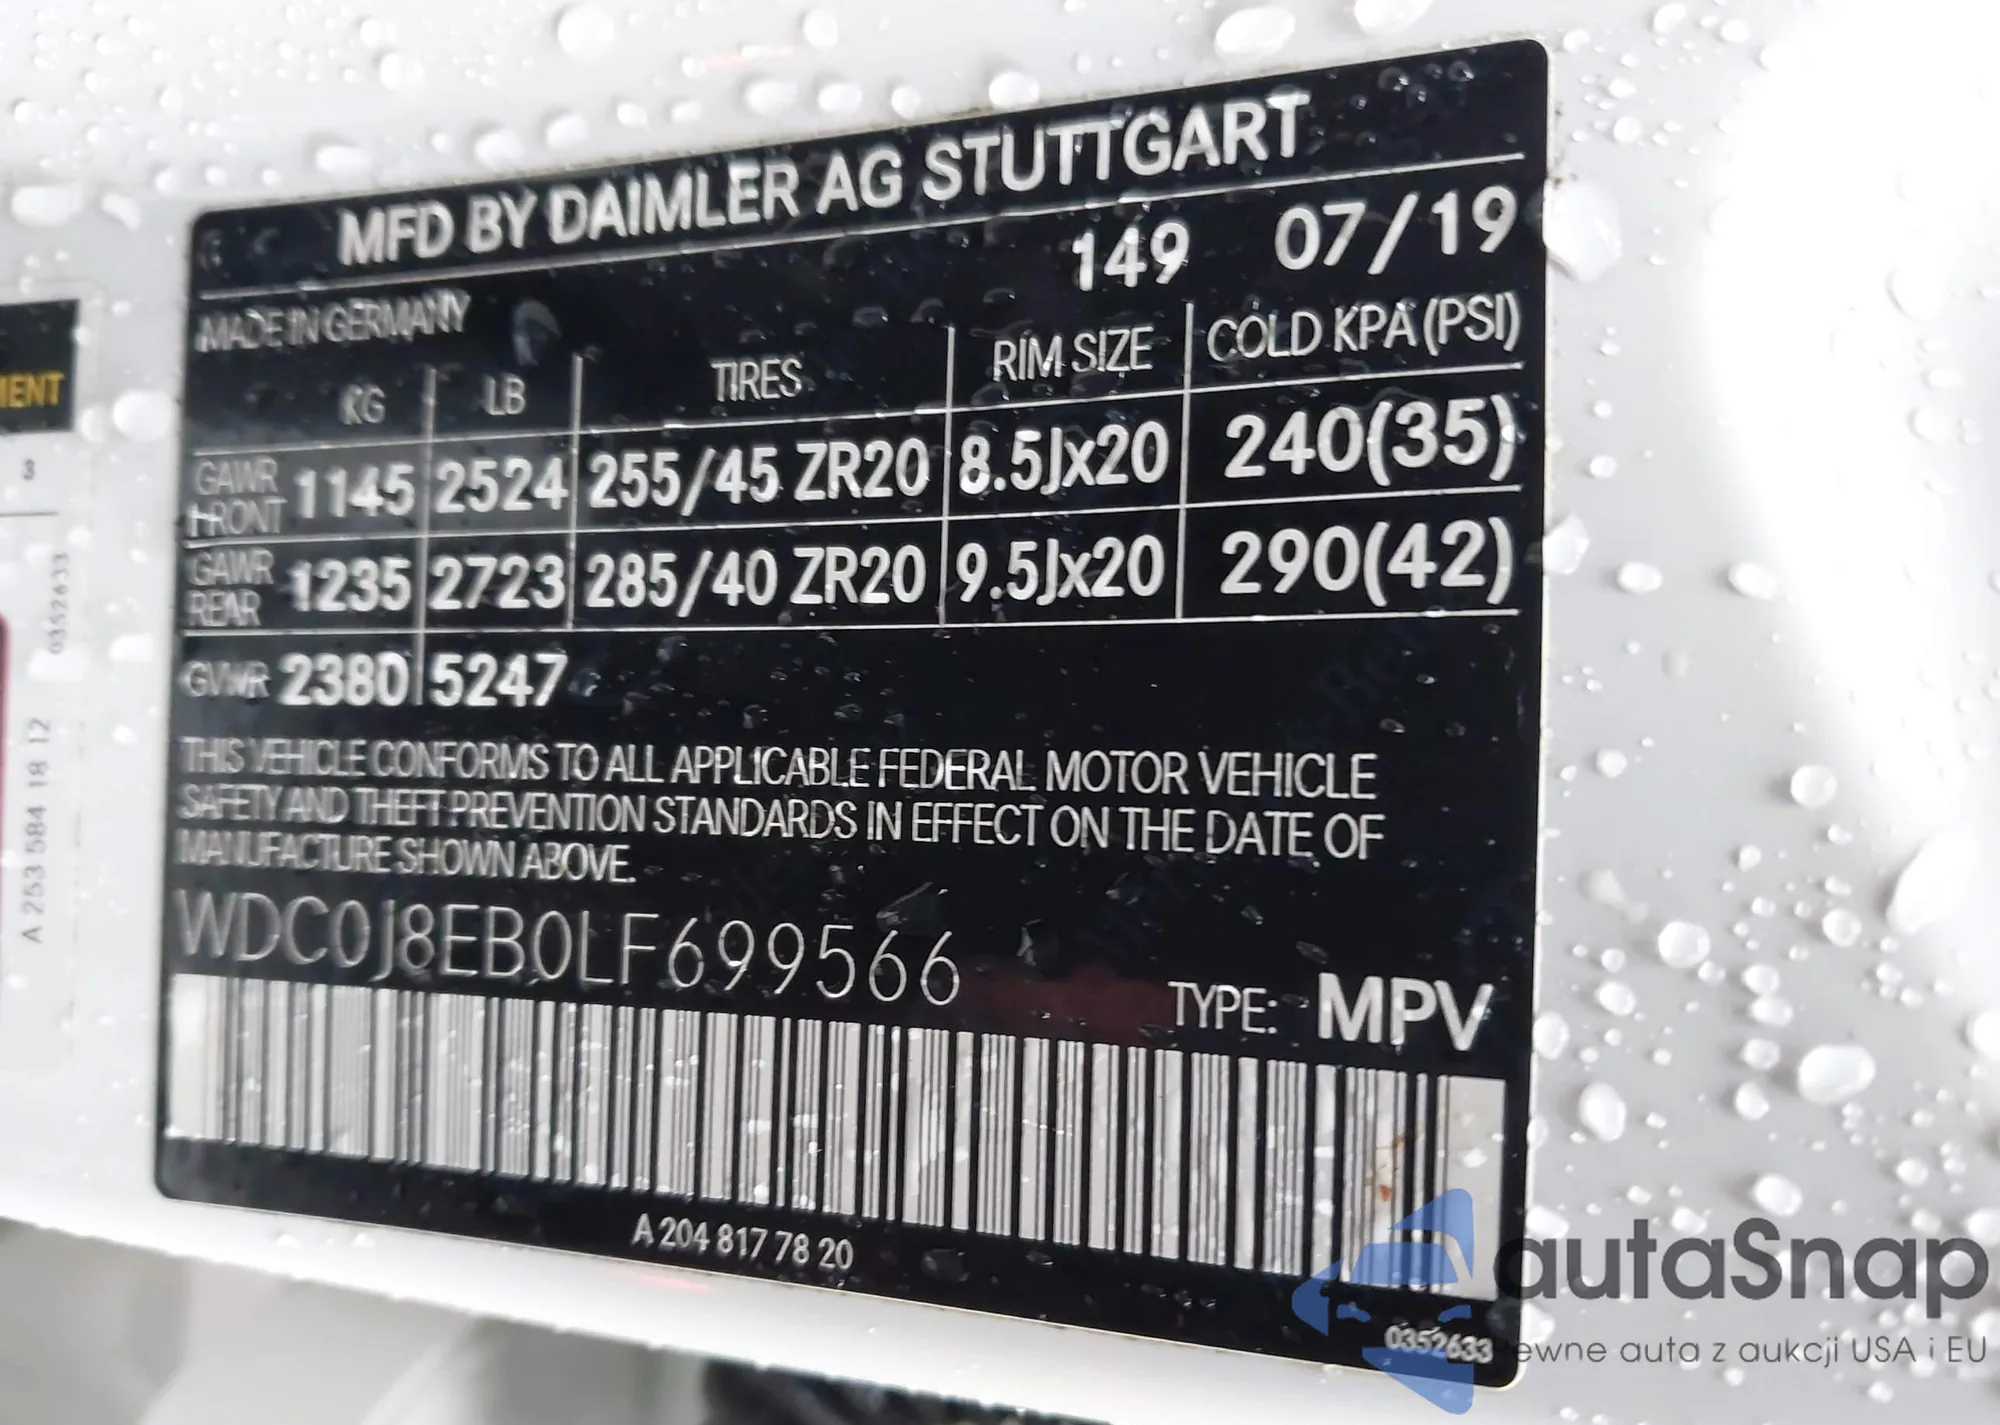 MFD BY DAIMLER AG STUTTGART
149 07/19
MADE IN GERMANY
KG LB TIRES RIM SIZE COLD KPA (PSI)
GAWR FRONT 1145 2524 255/45 ZR20 8.5Jx20 240(35)
GAWR REAR 1235 2723 285/40 ZR20 9.5Jx20 290(42)
GVWR 2380 5247
THIS VEHICLE CONFORMS TO ALL APPLICABLE FEDERAL MOTOR VEHICLE
SAFETY AND THEFT PREVENTION STANDARDS IN EFFECT ON THE DATE OF
MANUFACTURE SHOWN ABOVE.
WDC0J8EB0LF699566
TYPE: MPV
A 204 817 78 20
0352633
3
0352633
A 253 584 18 12
autaSnap
ewne auta z aukcji USA i EU